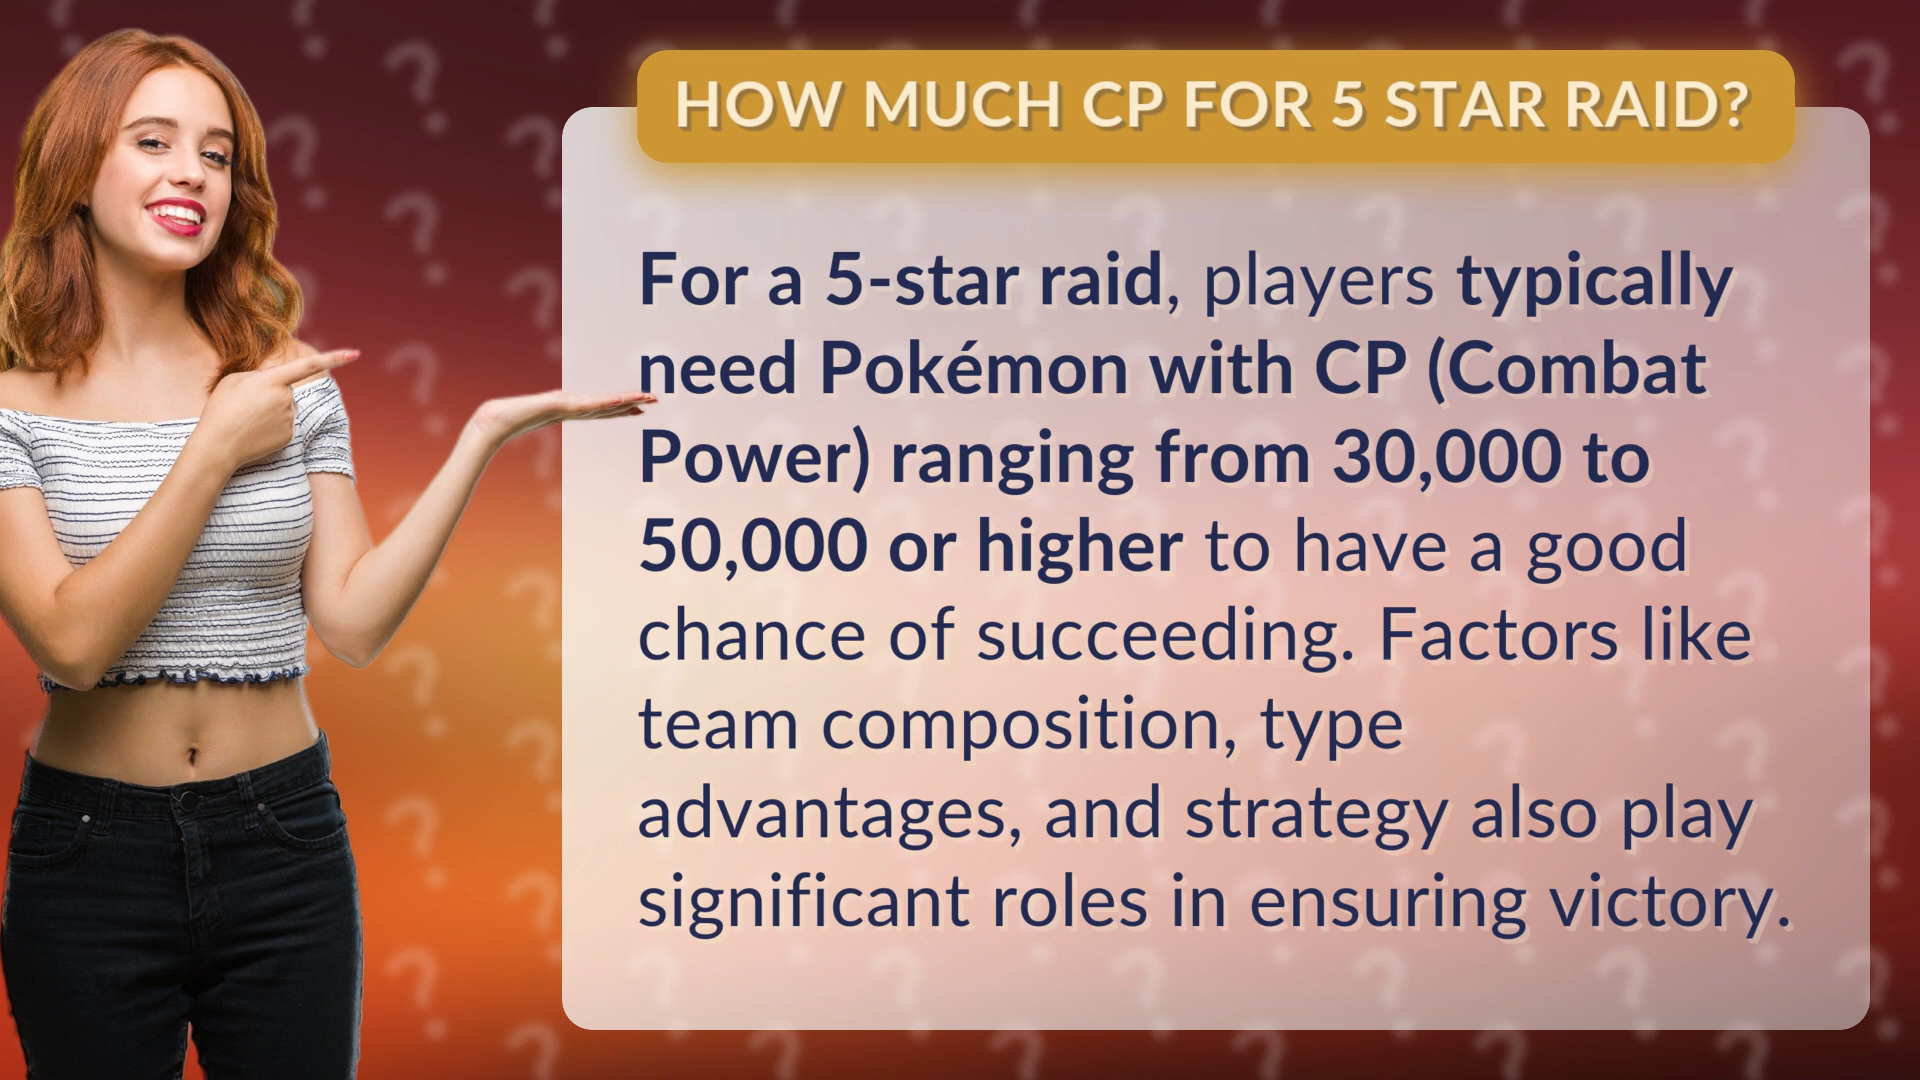 HOW MUCH CP FOR 5 STAR RAID?
For a 5-star raid, players typically
need Pokémon with CP (Combat
Power) ranging from 30,000 to
50,000 or higher to have a good
chance of succeeding. Factors like
team composition, type
advantages, and strategy also play
significant roles in ensuring victory.